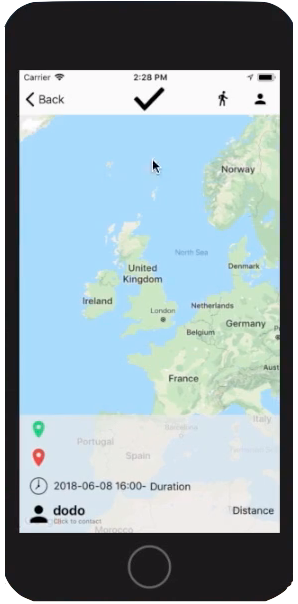 Carrier 2:28 PM
Back
Norway
North Sea
United
Kingdom
Denmark
Ireland
London
Netherlands
Belgium
Germany
France
Italy
Barcelona
Portugal
Spain
2018-06-08 16:00- Duration
dodo
Click to contact
Distance
Morocco